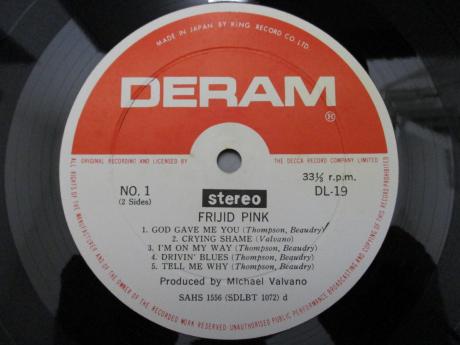 MADE IN JAPAN BY KING RECORD CO. LTD.
DERAM
®
ORIGINAL RECORDING AND LICENSED BY THE DECCA RECORD COMPANY LIMITED
NO. 1 stereo 33⅓ r.p.m.
(2 Sides) DL-19
FRIJID PINK
1. GOD GAVE ME YOU (Thompson, Beaudry)
2. CRYING SHAME (Valvano)
3. I'M ON MY WAY (Thompson, Beaudry)
4. DRIVIN' BLUES (Thompson, Beaudry)
5. TELL ME WHY (Thompson, Beaudry)
Produced by Michael Valvano
SAHS 1556 (SDLBT 1072) d
ALL RIGHTS OF THE MANUFACTURER AND OF THE OWNER OF THE RECORDED WORK RESERVED UNAUTHORISED PUBLIC PERFORMANCE BROADCASTING AND COPYING OF THIS RECORD PROHIBITED